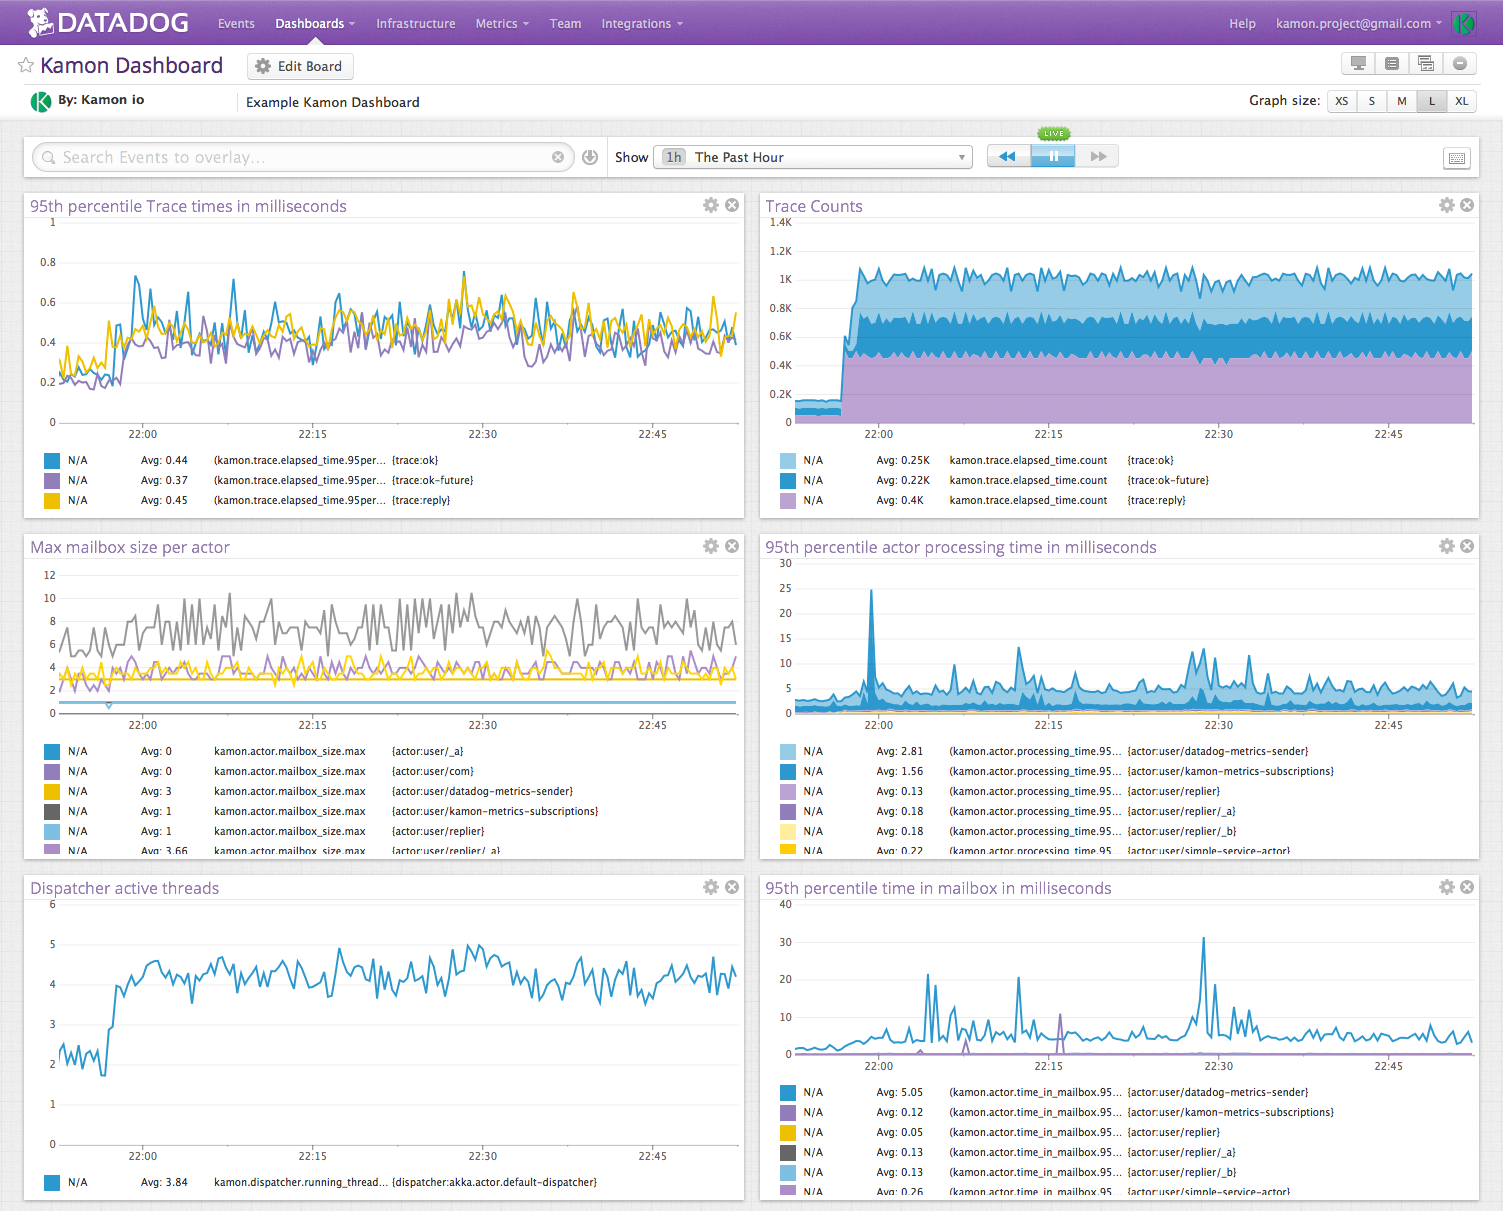 DATADOG Events Dashboards Infrastructure Metrics Team Integrations Help kamon.project@gmail.com
Kamon Dashboard Edit Board
By: Kamon io Example Kamon Dashboard Graph size: XS S M L XL
LIVE
Search Events to overlay... Show 1h The Past Hour
95th percentile Trace times in milliseconds
1
0.8
0.6
0.4
0.2
0
22:00 22:15 22:30 22:45
N/A Avg: 0.44 (kamon.trace.elapsed_time.95per... {trace:ok}
N/A Avg: 0.37 (kamon.trace.elapsed_time.95per... {trace:ok-future}
N/A Avg: 0.45 (kamon.trace.elapsed_time.95per... {trace:reply}
Trace Counts
1.4K
1.2K
1K
0.8K
0.6K
0.4K
0.2K
0
22:00 22:15 22:30 22:45
N/A Avg: 0.25K kamon.trace.elapsed_time.count {trace:ok}
N/A Avg: 0.22K kamon.trace.elapsed_time.count {trace:ok-future}
N/A Avg: 0.4K kamon.trace.elapsed_time.count {trace:reply}
Max mailbox size per actor
12
10
8
6
4
2
0
22:00 22:15 22:30 22:45
N/A Avg: 0 kamon.actor.mailbox_size.max {actor:user/_a}
N/A Avg: 0 kamon.actor.mailbox_size.max {actor:user/com}
N/A Avg: 3 kamon.actor.mailbox_size.max {actor:user/datadog-metrics-sender}
N/A Avg: 1 kamon.actor.mailbox_size.max {actor:user/kamon-metrics-subscriptions}
N/A Avg: 1 kamon.actor.mailbox_size.max {actor:user/replier}
N/A Avg: 3.66 kamon.actor.mailbox_size.max {actor:user/replier/_a}
95th percentile actor processing time in milliseconds
30
25
20
15
10
5
0
22:00 22:15 22:30 22:45
N/A Avg: 2.81 (kamon.actor.processing_time.95... {actor:user/datadog-metrics-sender}
N/A Avg: 1.56 (kamon.actor.processing_time.95... {actor:user/kamon-metrics-subscriptions}
N/A Avg: 0.13 (kamon.actor.processing_time.95... {actor:user/replier}
N/A Avg: 0.18 (kamon.actor.processing_time.95... {actor:user/replier/_a}
N/A Avg: 0.18 (kamon.actor.processing_time.95... {actor:user/replier/_b}
N/A Avg: 0.22 (kamon.actor.processing_time.95... {actor:user/simple-service-actor}
Dispatcher active threads
6
5
4
3
2
1
0
22:00 22:15 22:30 22:45
N/A Avg: 3.84 kamon.dispatcher.running_thread... {dispatcher:akka.actor.default-dispatcher}
95th percentile time in mailbox in milliseconds
40
30
20
10
0
22:00 22:15 22:30 22:45
N/A Avg: 5.05 (kamon.actor.time_in_mailbox.95... {actor:user/datadog-metrics-sender}
N/A Avg: 0.12 (kamon.actor.time_in_mailbox.95... {actor:user/kamon-metrics-subscriptions}
N/A Avg: 0.05 (kamon.actor.time_in_mailbox.95... {actor:user/replier}
N/A Avg: 0.13 (kamon.actor.time_in_mailbox.95... {actor:user/replier/_a}
N/A Avg: 0.13 (kamon.actor.time_in_mailbox.95... {actor:user/replier/_b}
N/A Avg: 0.26 (kamon.actor.time_in_mailbox.95... {actor:user/simple-service-actor}